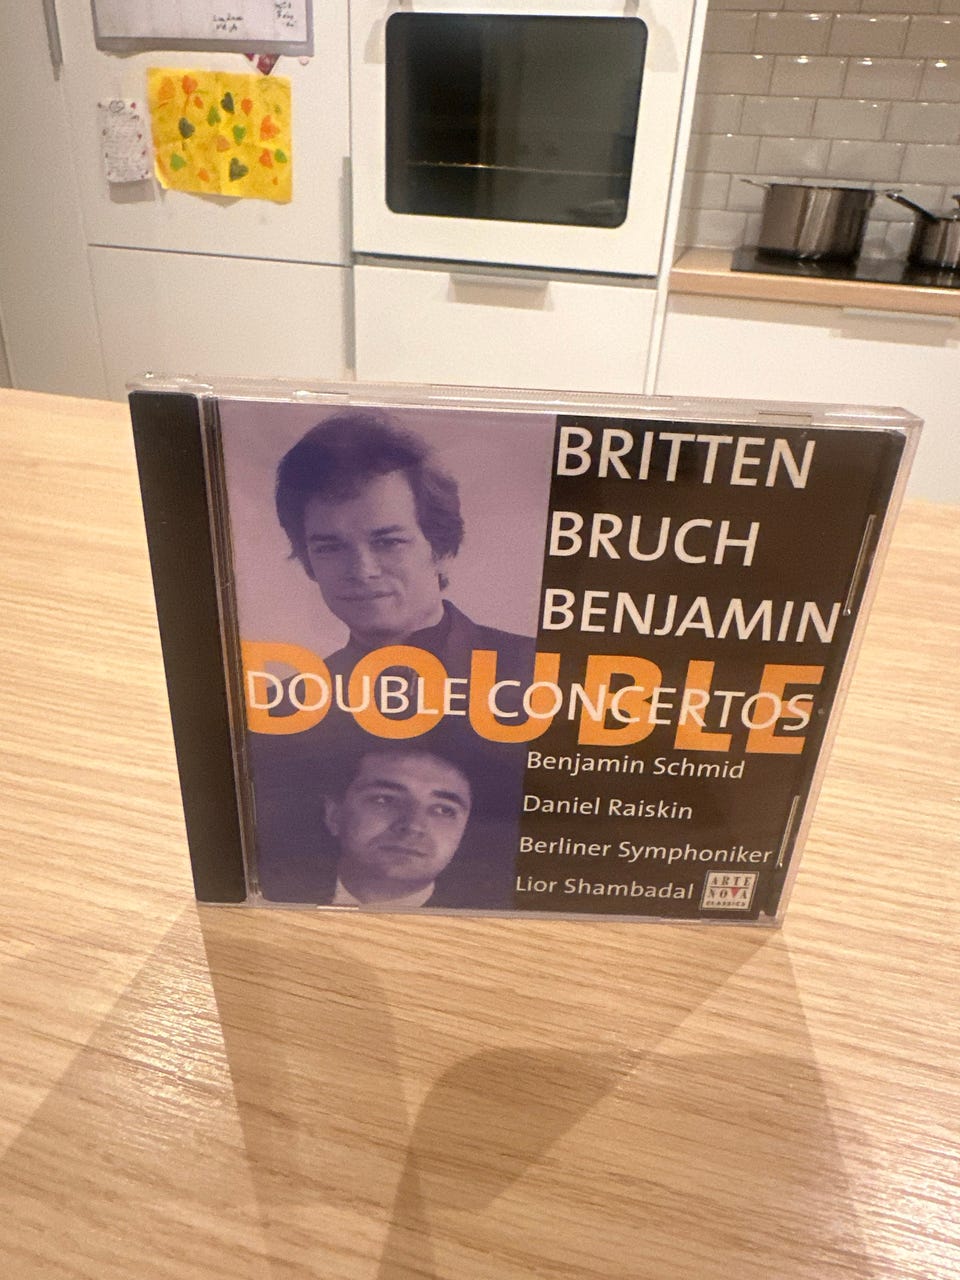 BRITTEN
BRUCH
BENJAMIN
DOUBLE
DOUBLE CONCERTOS
Benjamin Schmid
Daniel Raiskin
Berliner Symphoniker
Lior Shambadal
ARTE
NOVA
CLASSICS